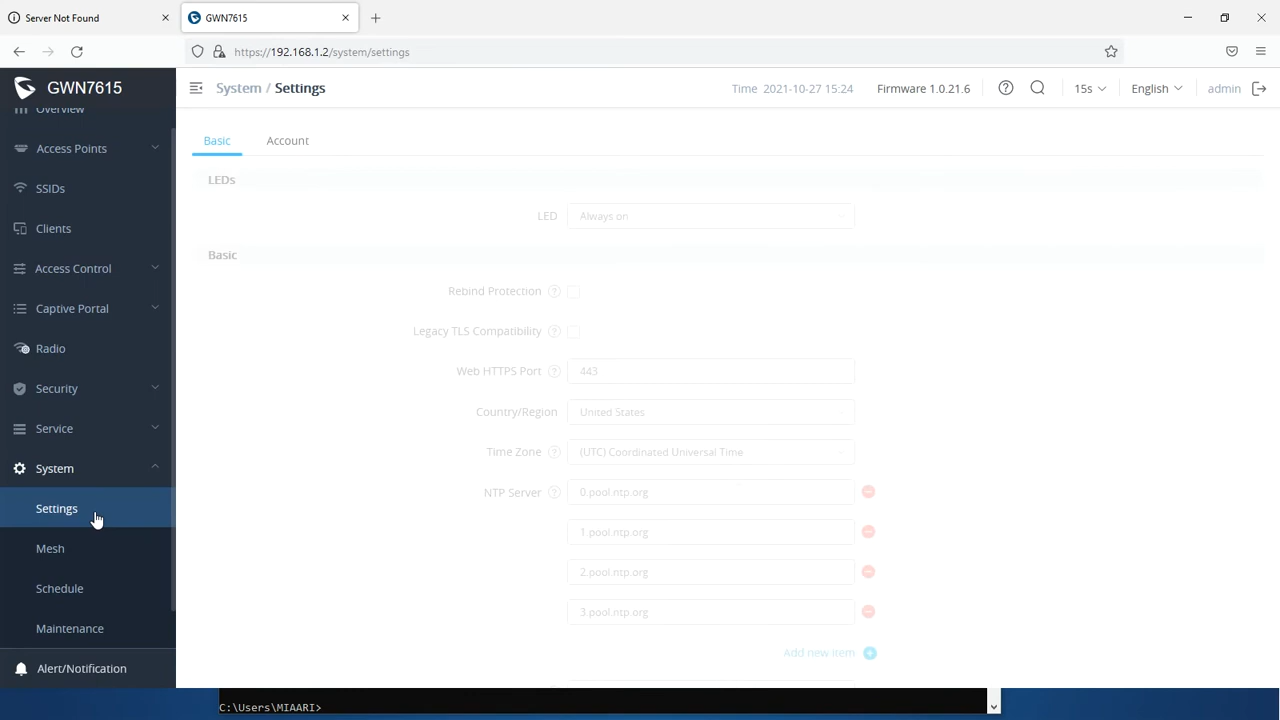 Server Not Found
GWN7615
https://192.168.1.2/system/settings
GWN7615
System / Settings
Time 2021-10-27 15:24
Firmware 1.0.21.6
15s
English
admin
Overview
Access Points
SSIDs
Clients
Access Control
Captive Portal
Radio
Security
Service
System
Settings
Mesh
Schedule
Maintenance
Alert/Notification
Basic
Account
LEDs
LED Always on
Basic
Rebind Protection
Legacy TLS Compatibility
Web HTTPS Port 443
Country/Region United States
Time Zone (UTC) Coordinated Universal Time
NTP Server 0.pool.ntp.org
1.pool.ntp.org
2.pool.ntp.org
3.pool.ntp.org
Add new item
C:\Users\MIAARI>